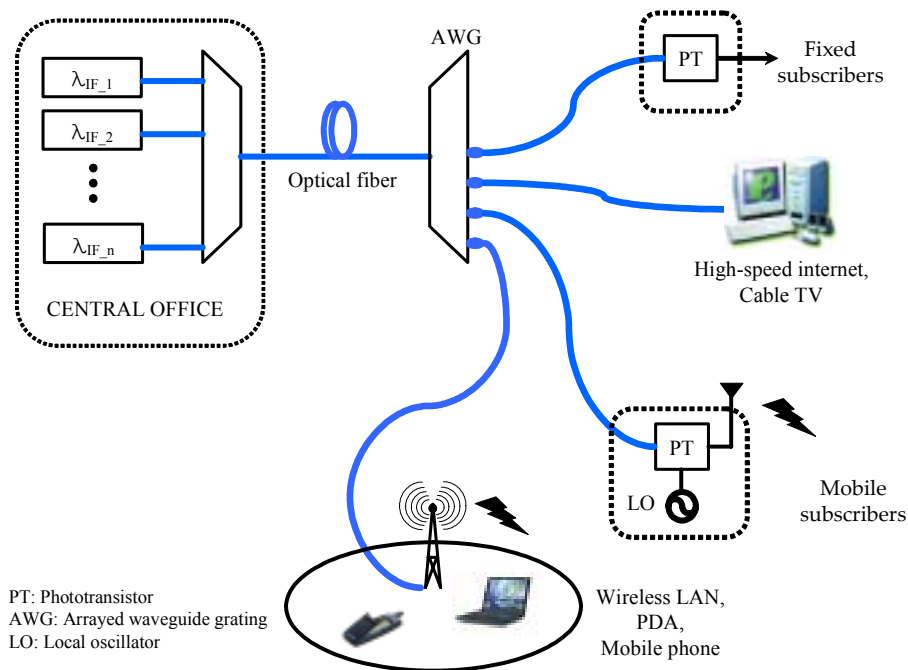 AWG
PT
Fixed
subscribers
λIF_1
λIF_2
λIF_n
CENTRAL OFFICE
Optical fiber
High-speed internet,
Cable TV
PT
LO
Mobile
subscribers
Wireless LAN,
PDA,
Mobile phone
PT: Phototransistor
AWG: Arrayed waveguide grating
LO: Local oscillator